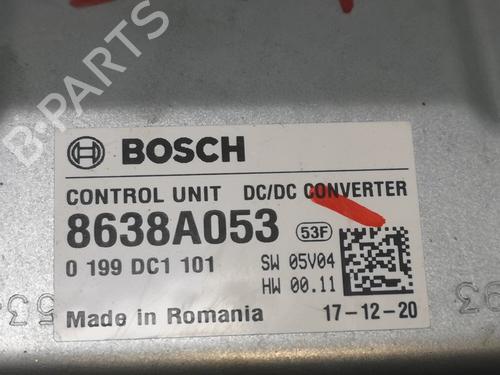 B-PARTS
BOSCH
CONTROL UNIT DC/DC CONVERTER
8638A053 53F
0 199 DC1 101 SW 05V04
HW 00.11
Made in Romania 17-12-20